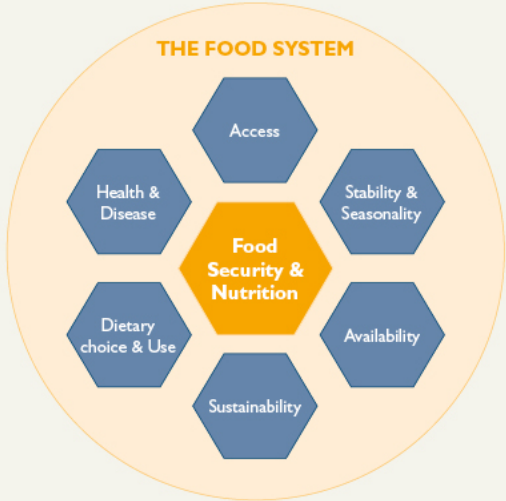 THE FOOD SYSTEM
Access
Health &
Disease
Stability &
Seasonality
Food
Security &
Nutrition
Dietary
choice & Use
Availability
Sustainability